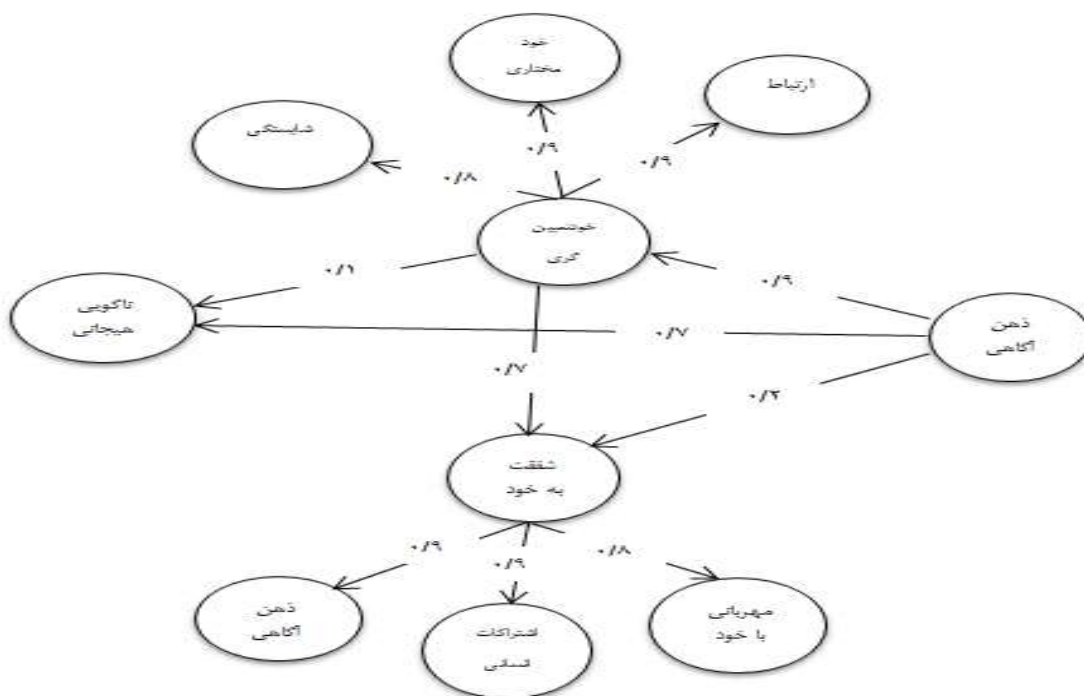 خود
مختاری
ارتباط
شایستگی
۰/۹
۰/۹
۰/۸
خودتعیین
گری
۰/۱
۰/۹
ناگویی
هیجانی
ذهن
آگاهی
۰/۷
۰/۷
۰/۲
شفقت
به خود
۰/۹
۰/۹
۰/۸
ذهن
آگاهی
اشتراکات
انسانی
مهربانی
با خود